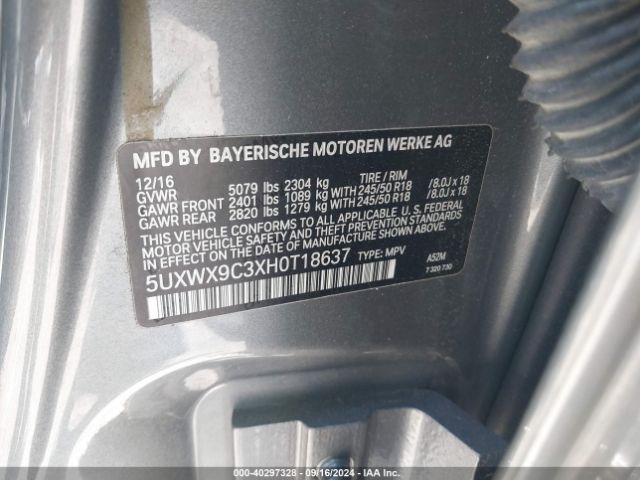 MFD BY BAYERISCHE MOTOREN WERKE AG
12/16
GVWR 5079 lbs 2304 kg TIRE / RIM
GAWR FRONT 2401 lbs 1089 kg WITH 245/50 R18 /8.0J x 18
GAWR REAR 2820 lbs 1279 kg WITH 245/50 R18 /8.0J x 18
THIS VEHICLE CONFORMS TO ALL APPLICABLE U.S. FEDERAL
MOTOR VEHICLE SAFETY STANDARDS IN EFFECT ON THE
DATE OF MANUFACTURE SHOWN ABOVE.
5UXWX9C3XH0T18637 TYPE: MPV A52M
7 320 730
000-40297328 - 09/16/2024 - IAA Inc.